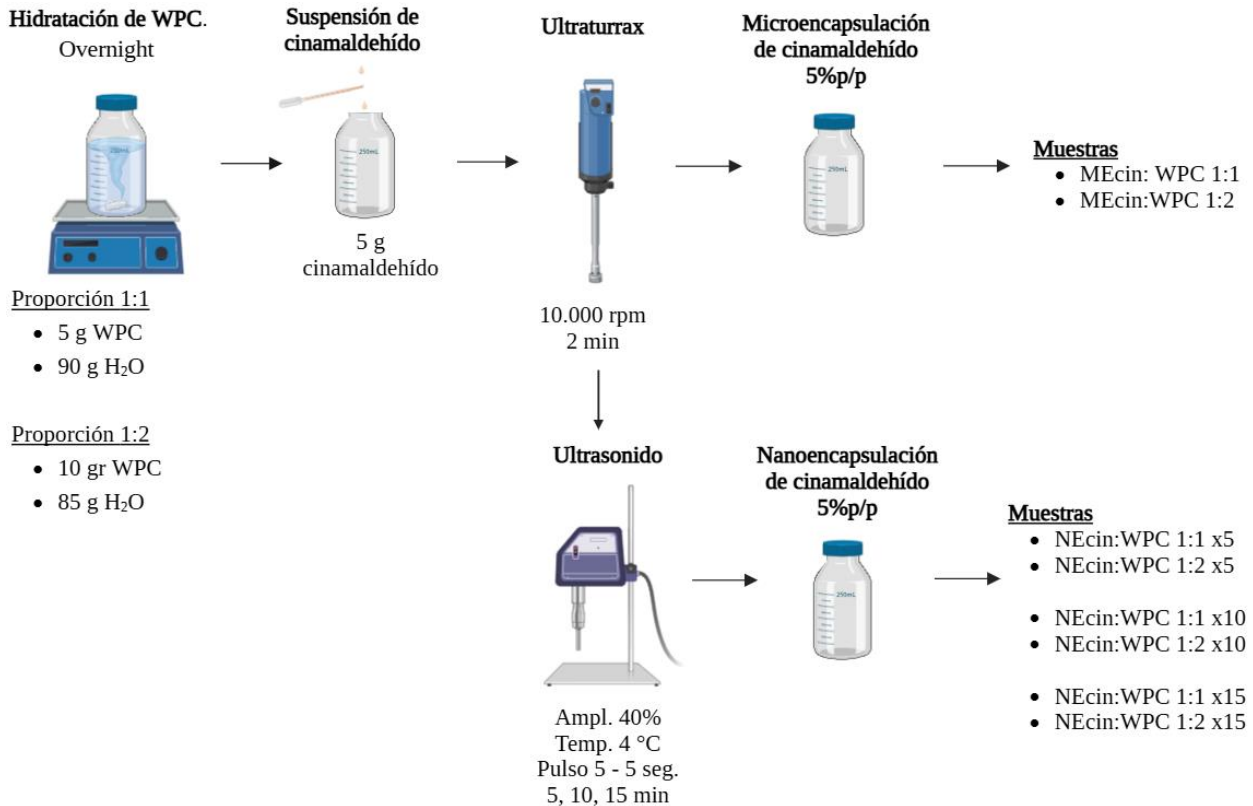 Hidratación de WPC.
Overnight
250mL
Proporción 1:1
• 5 g WPC
• 90 g H₂O
Proporción 1:2
• 10 gr WPC
• 85 g H₂O
Suspensión de
cinamaldehído
250mL
5 g
cinamaldehído
Ultraturrax
10.000 rpm
2 min
Microencapsulación
de cinamaldehído
5%p/p
250mL
Muestras
• MEcin: WPC 1:1
• MEcin:WPC 1:2
Ultrasonido
Ampl. 40%
Temp. 4 °C
Pulso 5 - 5 seg.
5, 10, 15 min
Nanoencapsulación
de cinamaldehído
5%p/p
250mL
Muestras
• NEcin:WPC 1:1 x5
• NEcin:WPC 1:2 x5
• NEcin:WPC 1:1 x10
• NEcin:WPC 1:2 x10
• NEcin:WPC 1:1 x15
• NEcin:WPC 1:2 x15